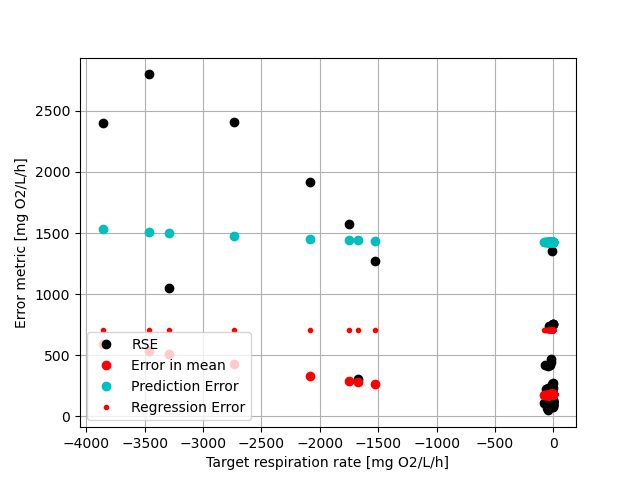 2500
2000
1500
1000
500
0
Error metric [mg O2/L/h]
RSE
Error in mean
Prediction Error
Regression Error
−4000 −3500 −3000 −2500 −2000 −1500 −1000 −500 0
Target respiration rate [mg O2/L/h]